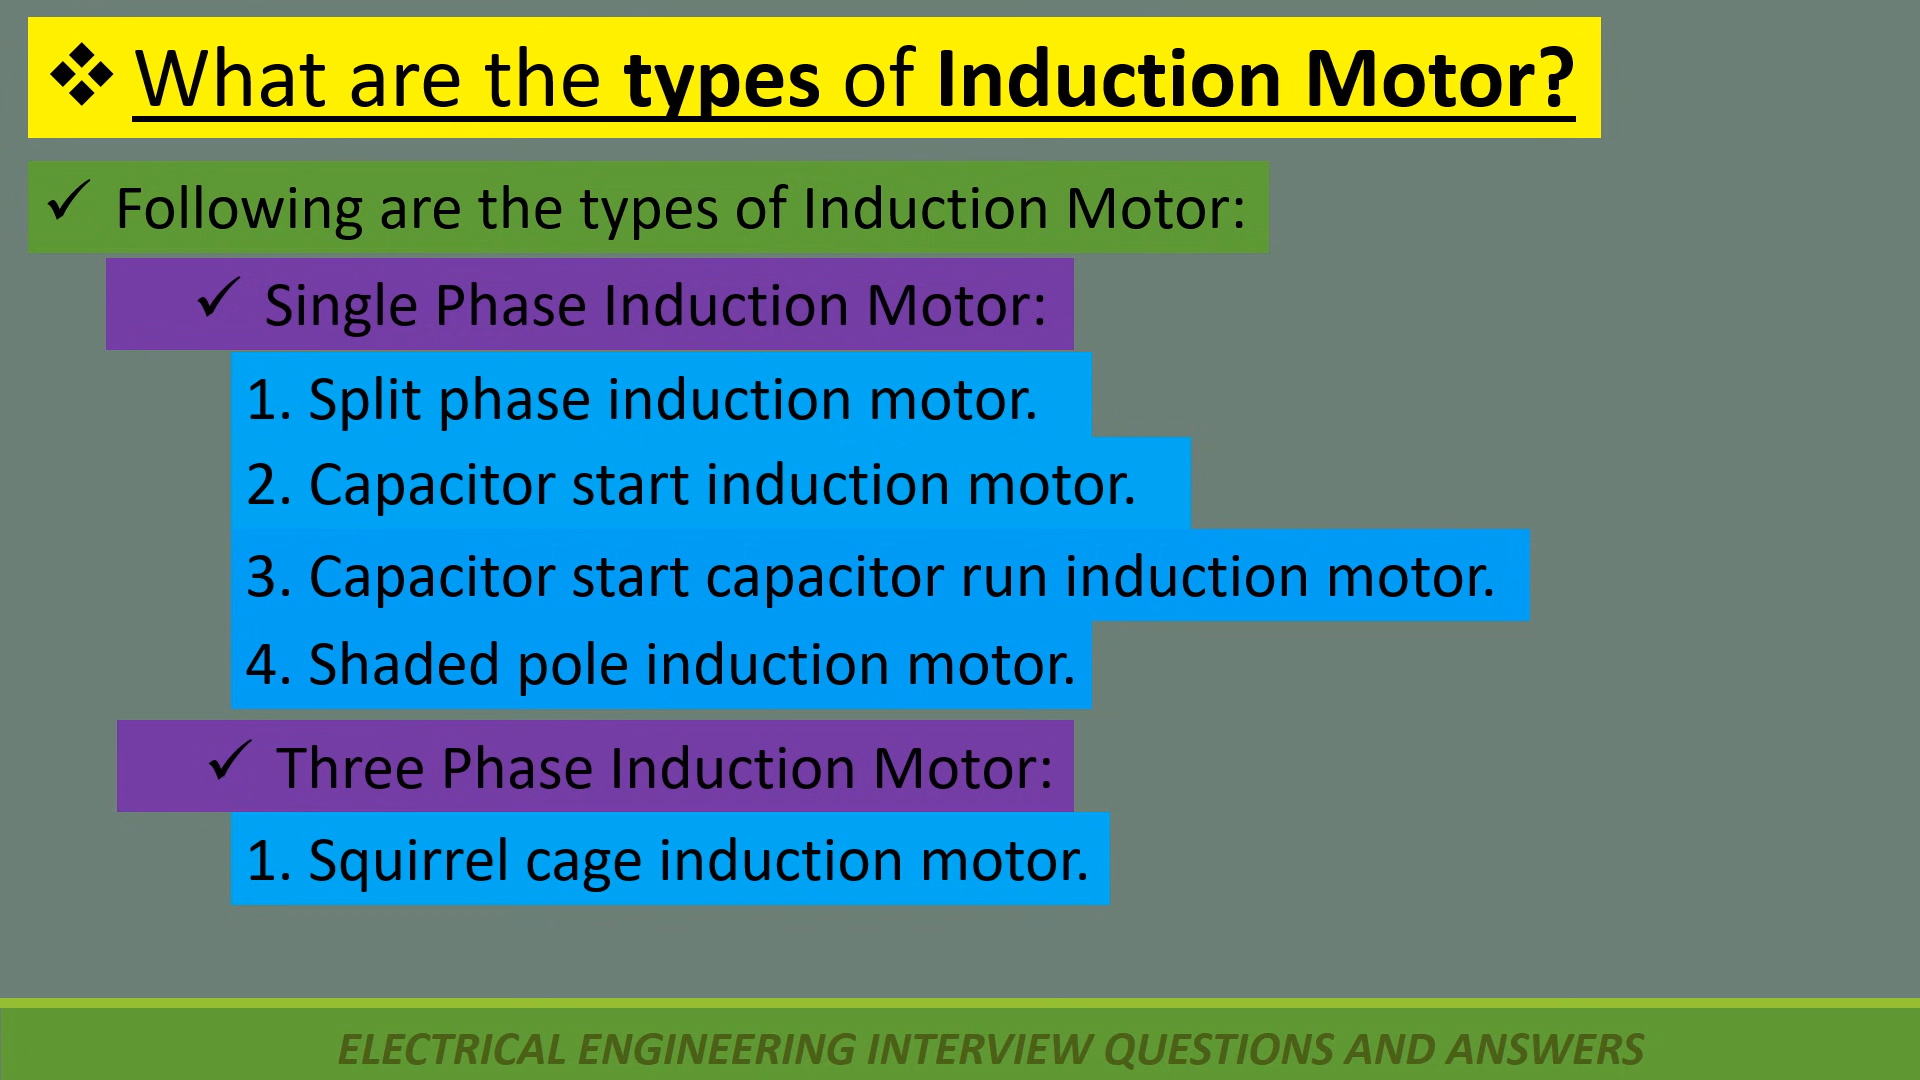 ❖ What are the types of Induction Motor?
✓ Following are the types of Induction Motor:
✓ Single Phase Induction Motor:
1. Split phase induction motor.
2. Capacitor start induction motor.
3. Capacitor start capacitor run induction motor.
4. Shaded pole induction motor.
✓ Three Phase Induction Motor:
1. Squirrel cage induction motor.
ELECTRICAL ENGINEERING INTERVIEW QUESTIONS AND ANSWERS